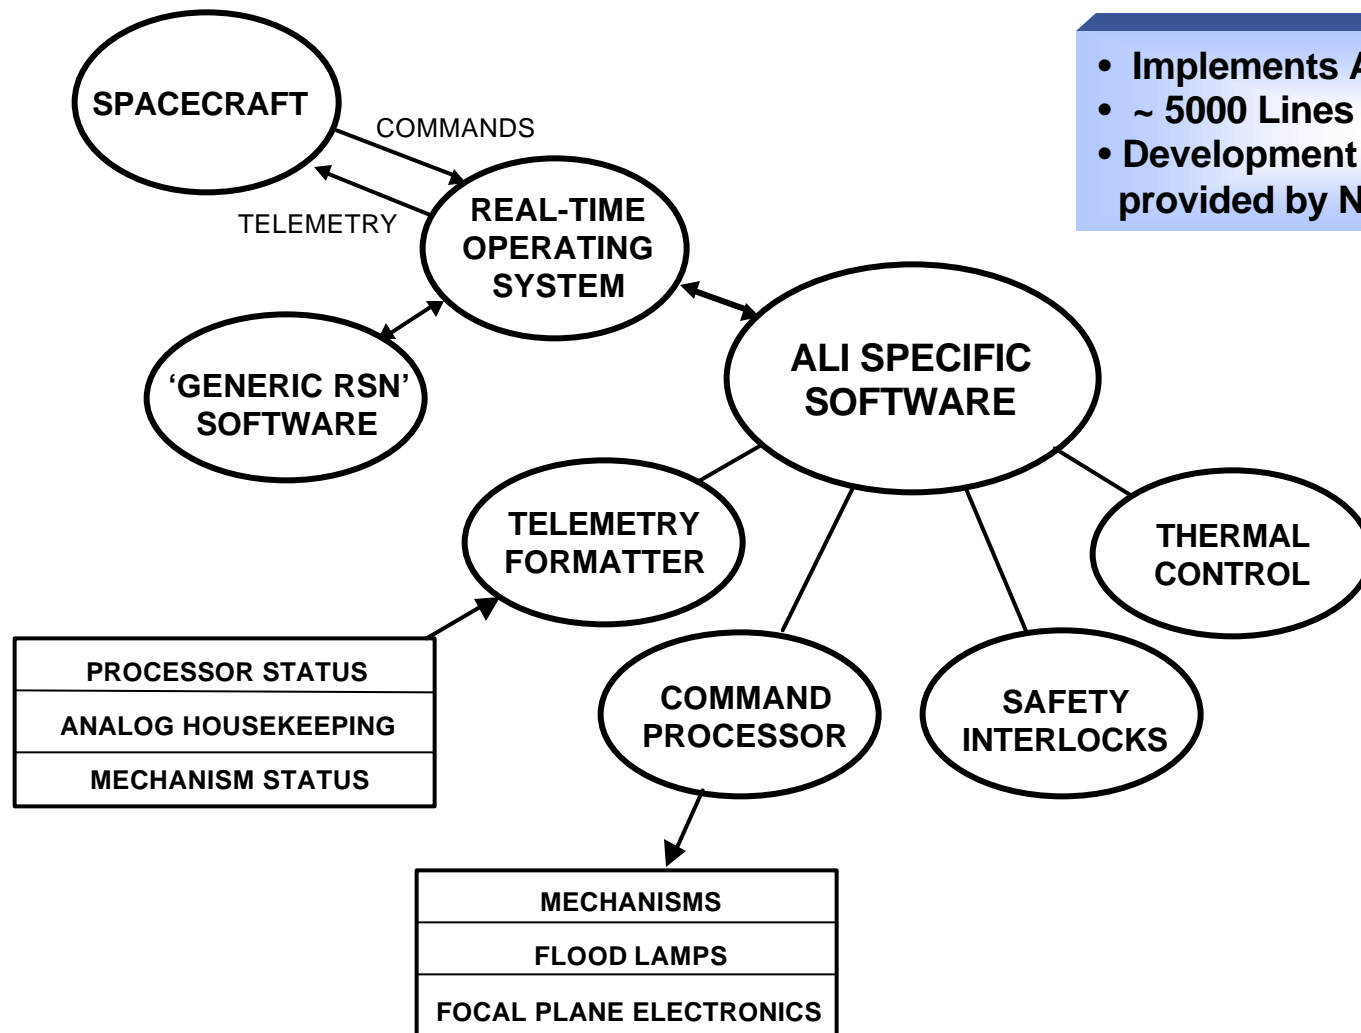 SPACECRAFT
COMMANDS
TELEMETRY
REAL-TIME
OPERATING
SYSTEM
‘GENERIC RSN’
SOFTWARE
• Implements A
• ~ 5000 Lines
• Development
provided by N
ALI SPECIFIC
SOFTWARE
TELEMETRY
FORMATTER
THERMAL
CONTROL
PROCESSOR STATUS
ANALOG HOUSEKEEPING
MECHANISM STATUS
COMMAND
PROCESSOR
SAFETY
INTERLOCKS
MECHANISMS
FLOOD LAMPS
FOCAL PLANE ELECTRONICS